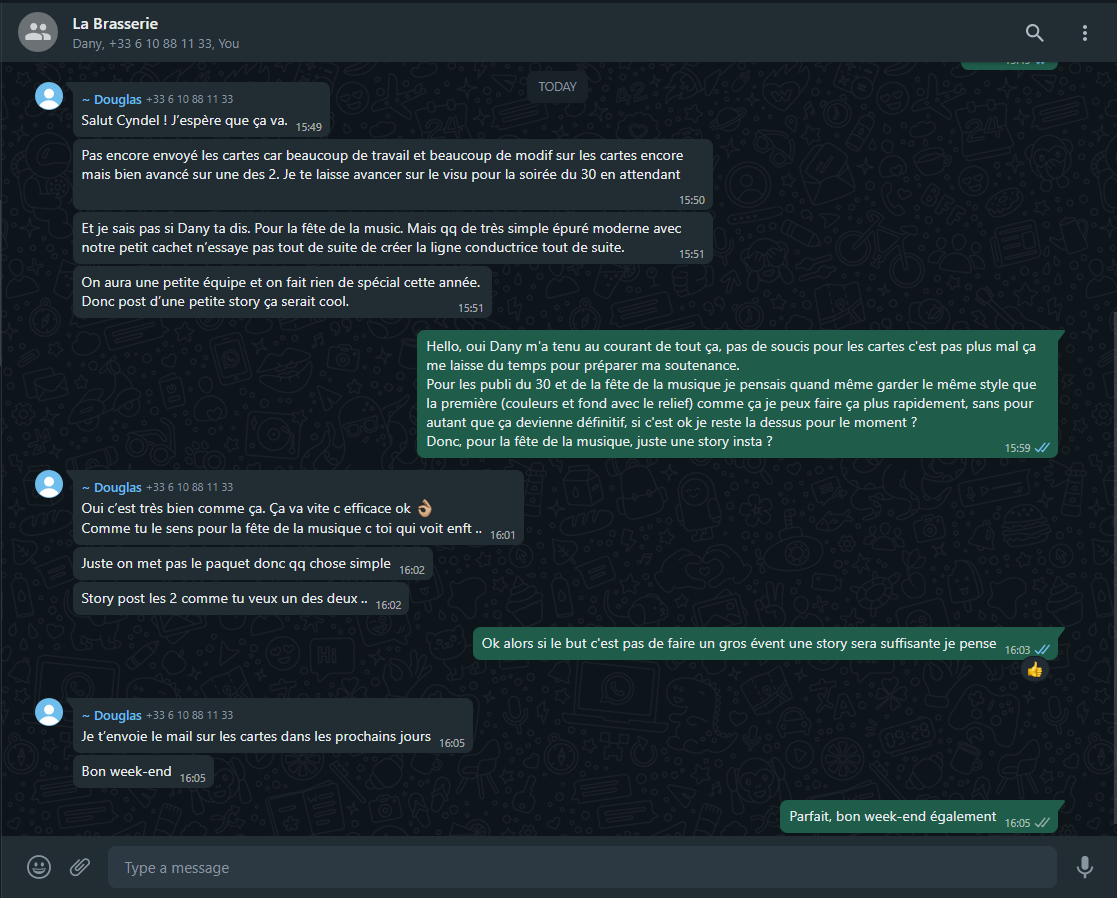 La Brasserie
Dany, +33 6 10 88 11 33, You
TODAY
~ Douglas +33 6 10 88 11 33
Salut Cyndel ! J’espère que ça va. 15:49
Pas encore envoyé les cartes car beaucoup de travail et beaucoup de modif sur les cartes encore
mais bien avancé sur une des 2. Je te laisse avancer sur le visu pour la soirée du 30 en attendant
15:50
Et je sais pas si Dany ta dis. Pour la fête de la music. Mais qq de très simple épuré moderne avec
notre petit cachet n’essaye pas tout de suite de créer la ligne conductrice tout de suite. 15:51
On aura une petite équipe et on fait rien de spécial cette année.
Donc post d’une petite story ça serait cool. 15:51
Hello, oui Dany m'a tenu au courant de tout ça, pas de soucis pour les cartes c'est pas plus mal ça
me laisse du temps pour préparer ma soutenance.
Pour les publi du 30 et de la fête de la musique je pensais quand même garder le même style que
la première (couleurs et fond avec le relief) comme ça je peux faire ça plus rapidement, sans pour
autant que ça devienne définitif, si c'est ok je reste la dessus pour le moment ?
Donc, pour la fête de la musique, juste une story insta ? 15:59
~ Douglas +33 6 10 88 11 33
Oui c’est très bien comme ça. Ça va vite c efficace ok 👌🏼
Comme tu le sens pour la fête de la musique c toi qui voit enft .. 16:01
Juste on met pas le paquet donc qq chose simple 16:02
Story post les 2 comme tu veux un des deux .. 16:02
Ok alors si le but c'est pas de faire un gros évent une story sera suffisante je pense 16:03
👍
~ Douglas +33 6 10 88 11 33
Je t’envoie le mail sur les cartes dans les prochains jours 16:05
Bon week-end 16:05
Parfait, bon week-end également 16:05
Type a message